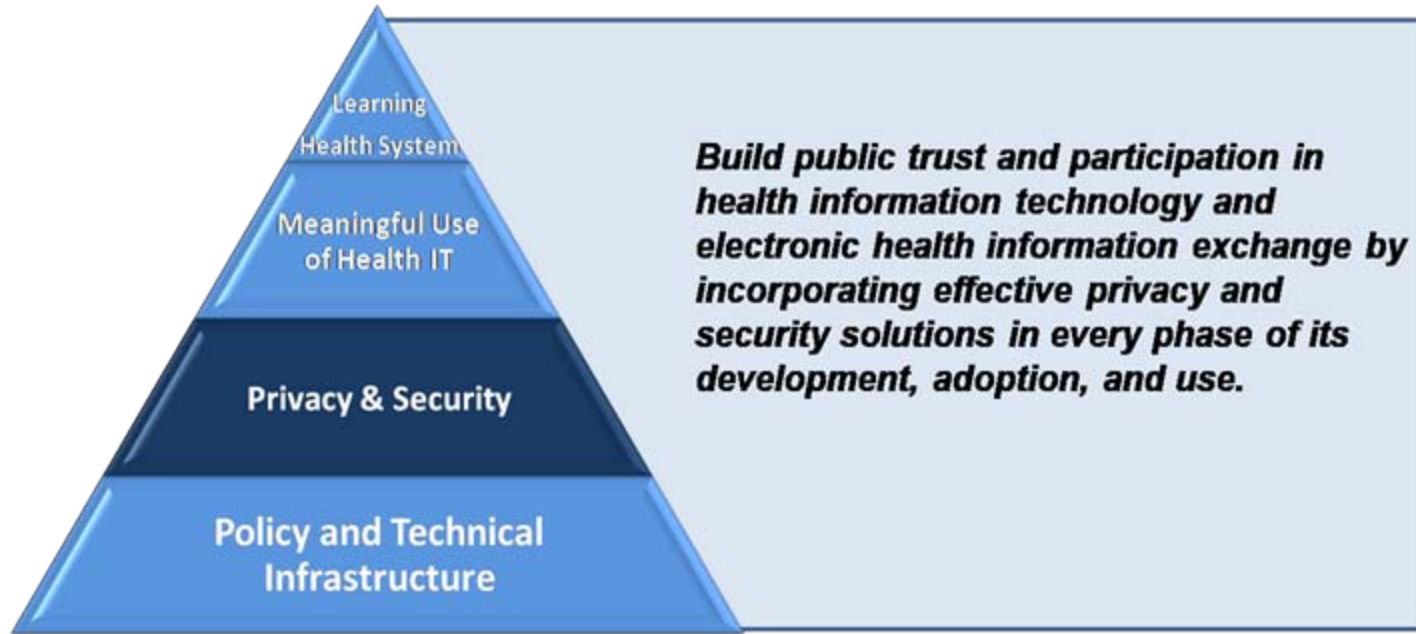 Learning
Health System
Meaningful Use
of Health IT
Privacy & Security
Policy and Technical
Infrastructure
Build public trust and participation in
health information technology and
electronic health information exchange by
incorporating effective privacy and
security solutions in every phase of its
development, adoption, and use.